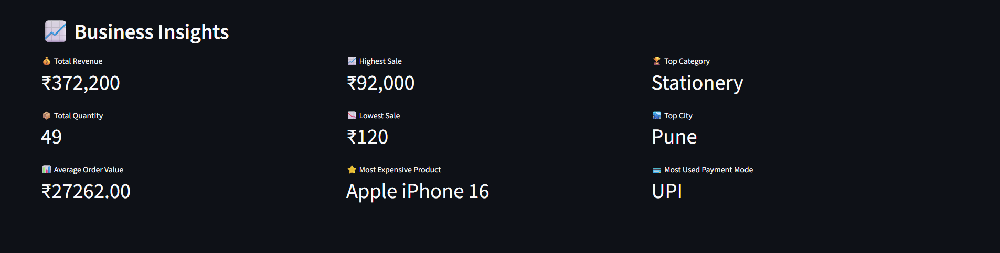 Business Insights
Total Revenue
₹372,200
Highest Sale
₹92,000
Top Category
Stationery
Total Quantity
49
Lowest Sale
₹120
Top City
Pune
Average Order Value
₹27262.00
Most Expensive Product
Apple iPhone 16
Most Used Payment Mode
UPI